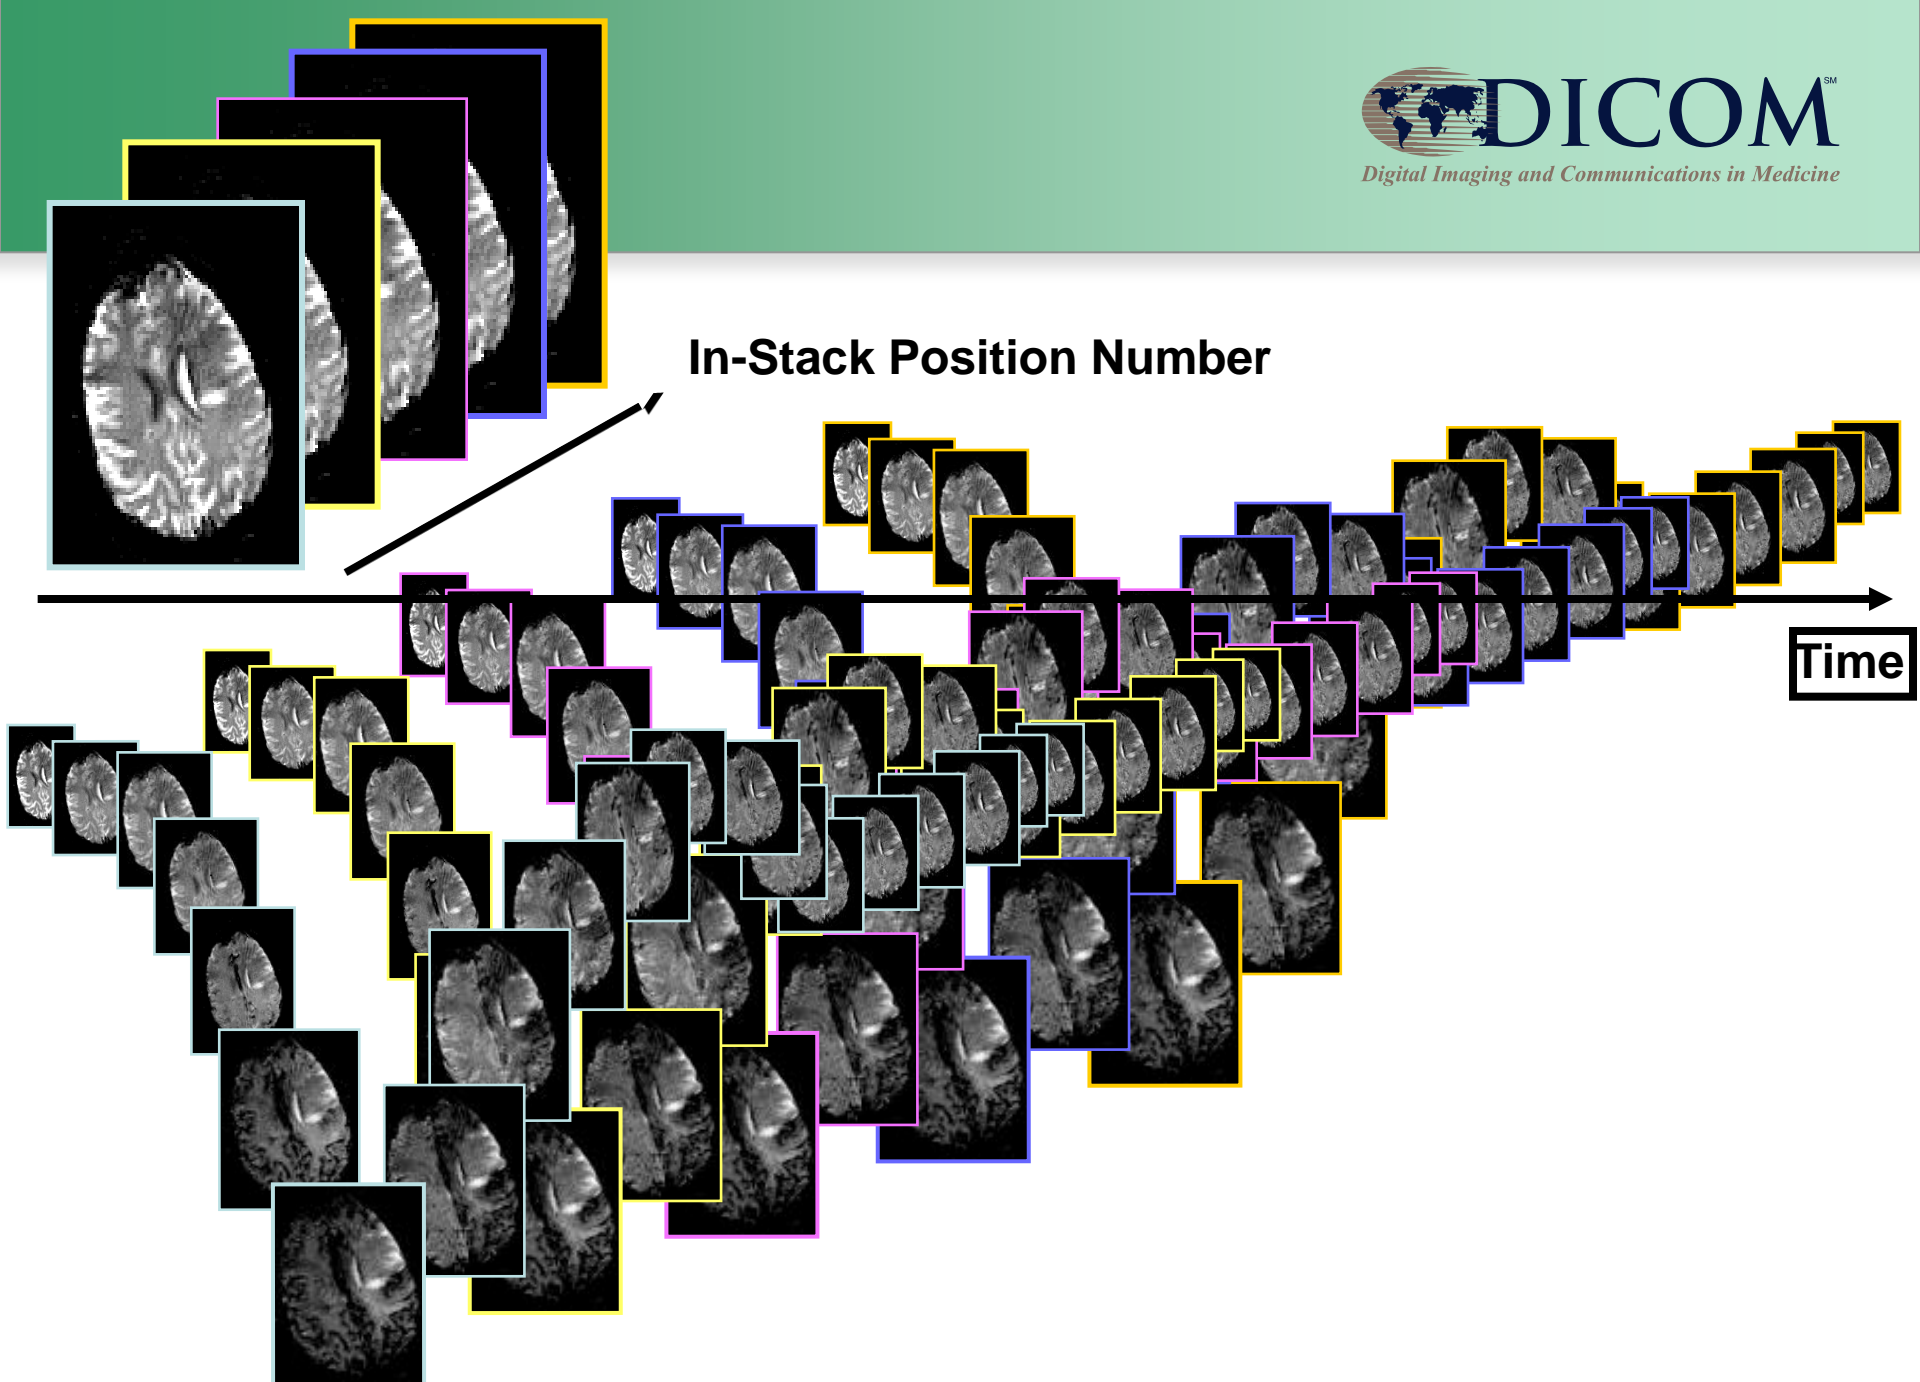 DICOM SM
Digital Imaging and Communications in Medicine
In-Stack Position Number
Time